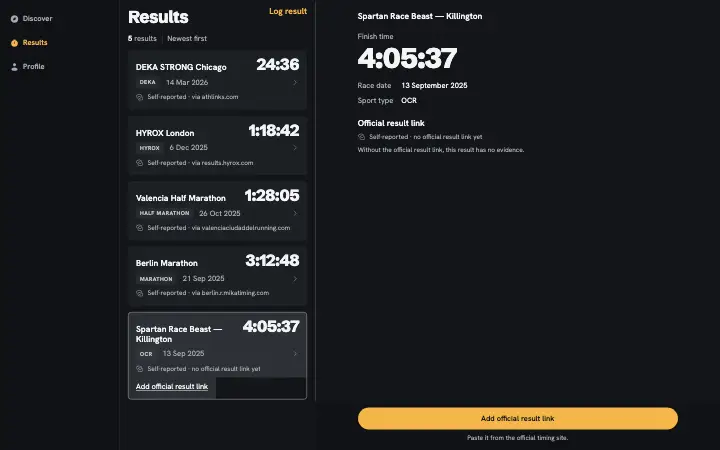 Discover
Results
Profile
Results
Log result
5 results | Newest first
DEKA STRONG Chicago
24:36
DEKA
14 Mar 2026
Self-reported · via athlinks.com
HYROX London
1:18:42
HYROX
6 Dec 2025
Self-reported · via results.hyrox.com
Valencia Half Marathon
1:28:05
HALF MARATHON
26 Oct 2025
Self-reported · via valenciaciudaddelrunning.com
Berlin Marathon
3:12:48
MARATHON
21 Sep 2025
Self-reported · via berlin.r.mikatiming.com
Spartan Race Beast —
Killington
4:05:37
OCR
13 Sep 2025
Self-reported · no official result link yet
Add official result link
Spartan Race Beast — Killington
Finish time
4:05:37
Race date 13 September 2025
Sport type OCR
Official result link
Self-reported · no official result link yet
Without the official result link, this result has no evidence.
Add official result link
Paste it from the official timing site.